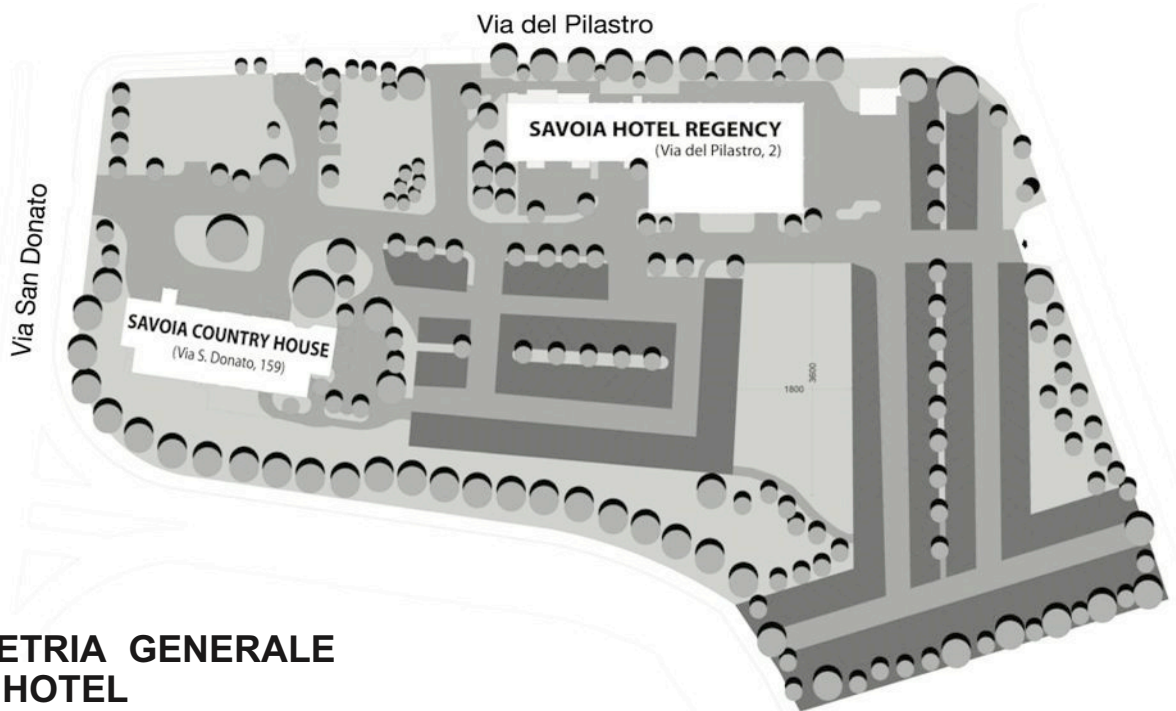 Via del Pilastro
SAVOIA HOTEL REGENCY
(Via del Pilastro, 2)
Via San Donato
SAVOIA COUNTRY HOUSE
(Via S. Donato, 159)
3600
1800
ETRIA GENERALE
HOTEL